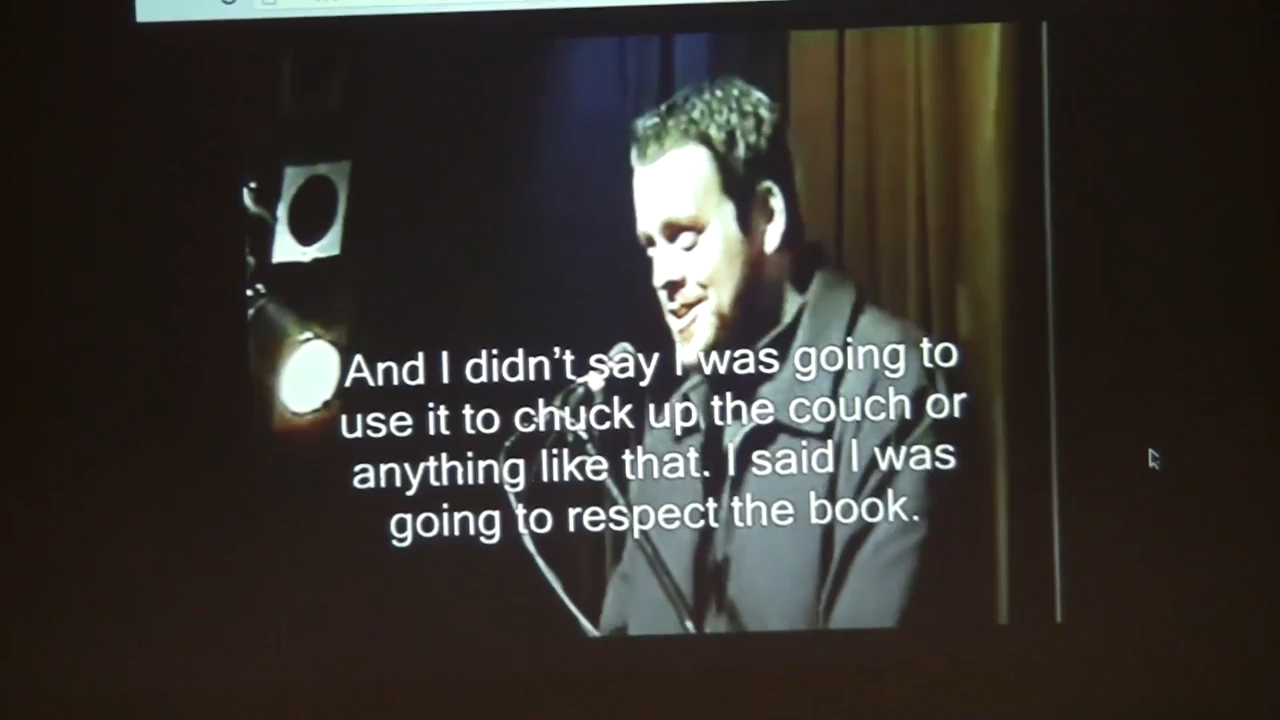 And I didn't say I was going to
use it to chuck up the couch or
anything like that. I said I was
going to respect the book.